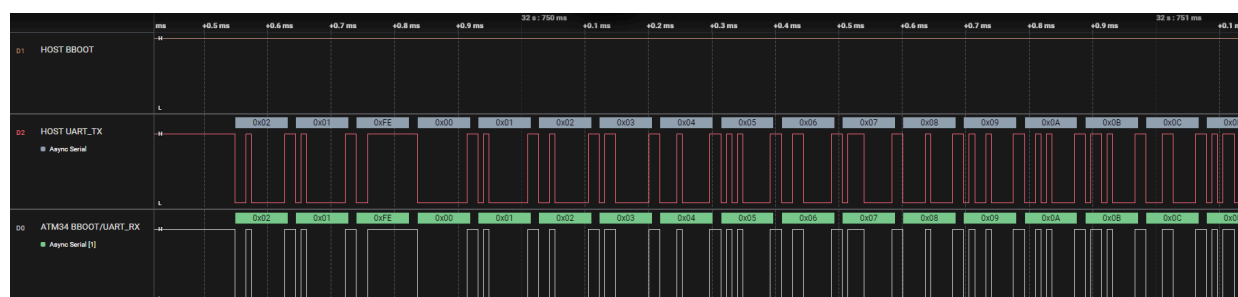 32 s : 750 ms 32 s : 751 ms
ms +0.5 ms +0.6 ms +0.7 ms +0.8 ms +0.9 ms +0.1 ms +0.2 ms +0.3 ms +0.4 ms +0.5 ms +0.6 ms +0.7 ms +0.8 ms +0.9 ms +0.1
H
D1 HOST BBOOT
L
0x02 0x01 0xFE 0x00 0x01 0x02 0x03 0x04 0x05 0x06 0x07 0x08 0x09 0x0A 0x0B 0x0C
D2 HOST UART_TX H
Async Serial
L
0x02 0x01 0xFE 0x00 0x01 0x02 0x03 0x04 0x05 0x06 0x07 0x08 0x09 0x0A 0x0B 0x0C
D0 ATM34 BBOOT/UART_RX H
Async Serial [1]